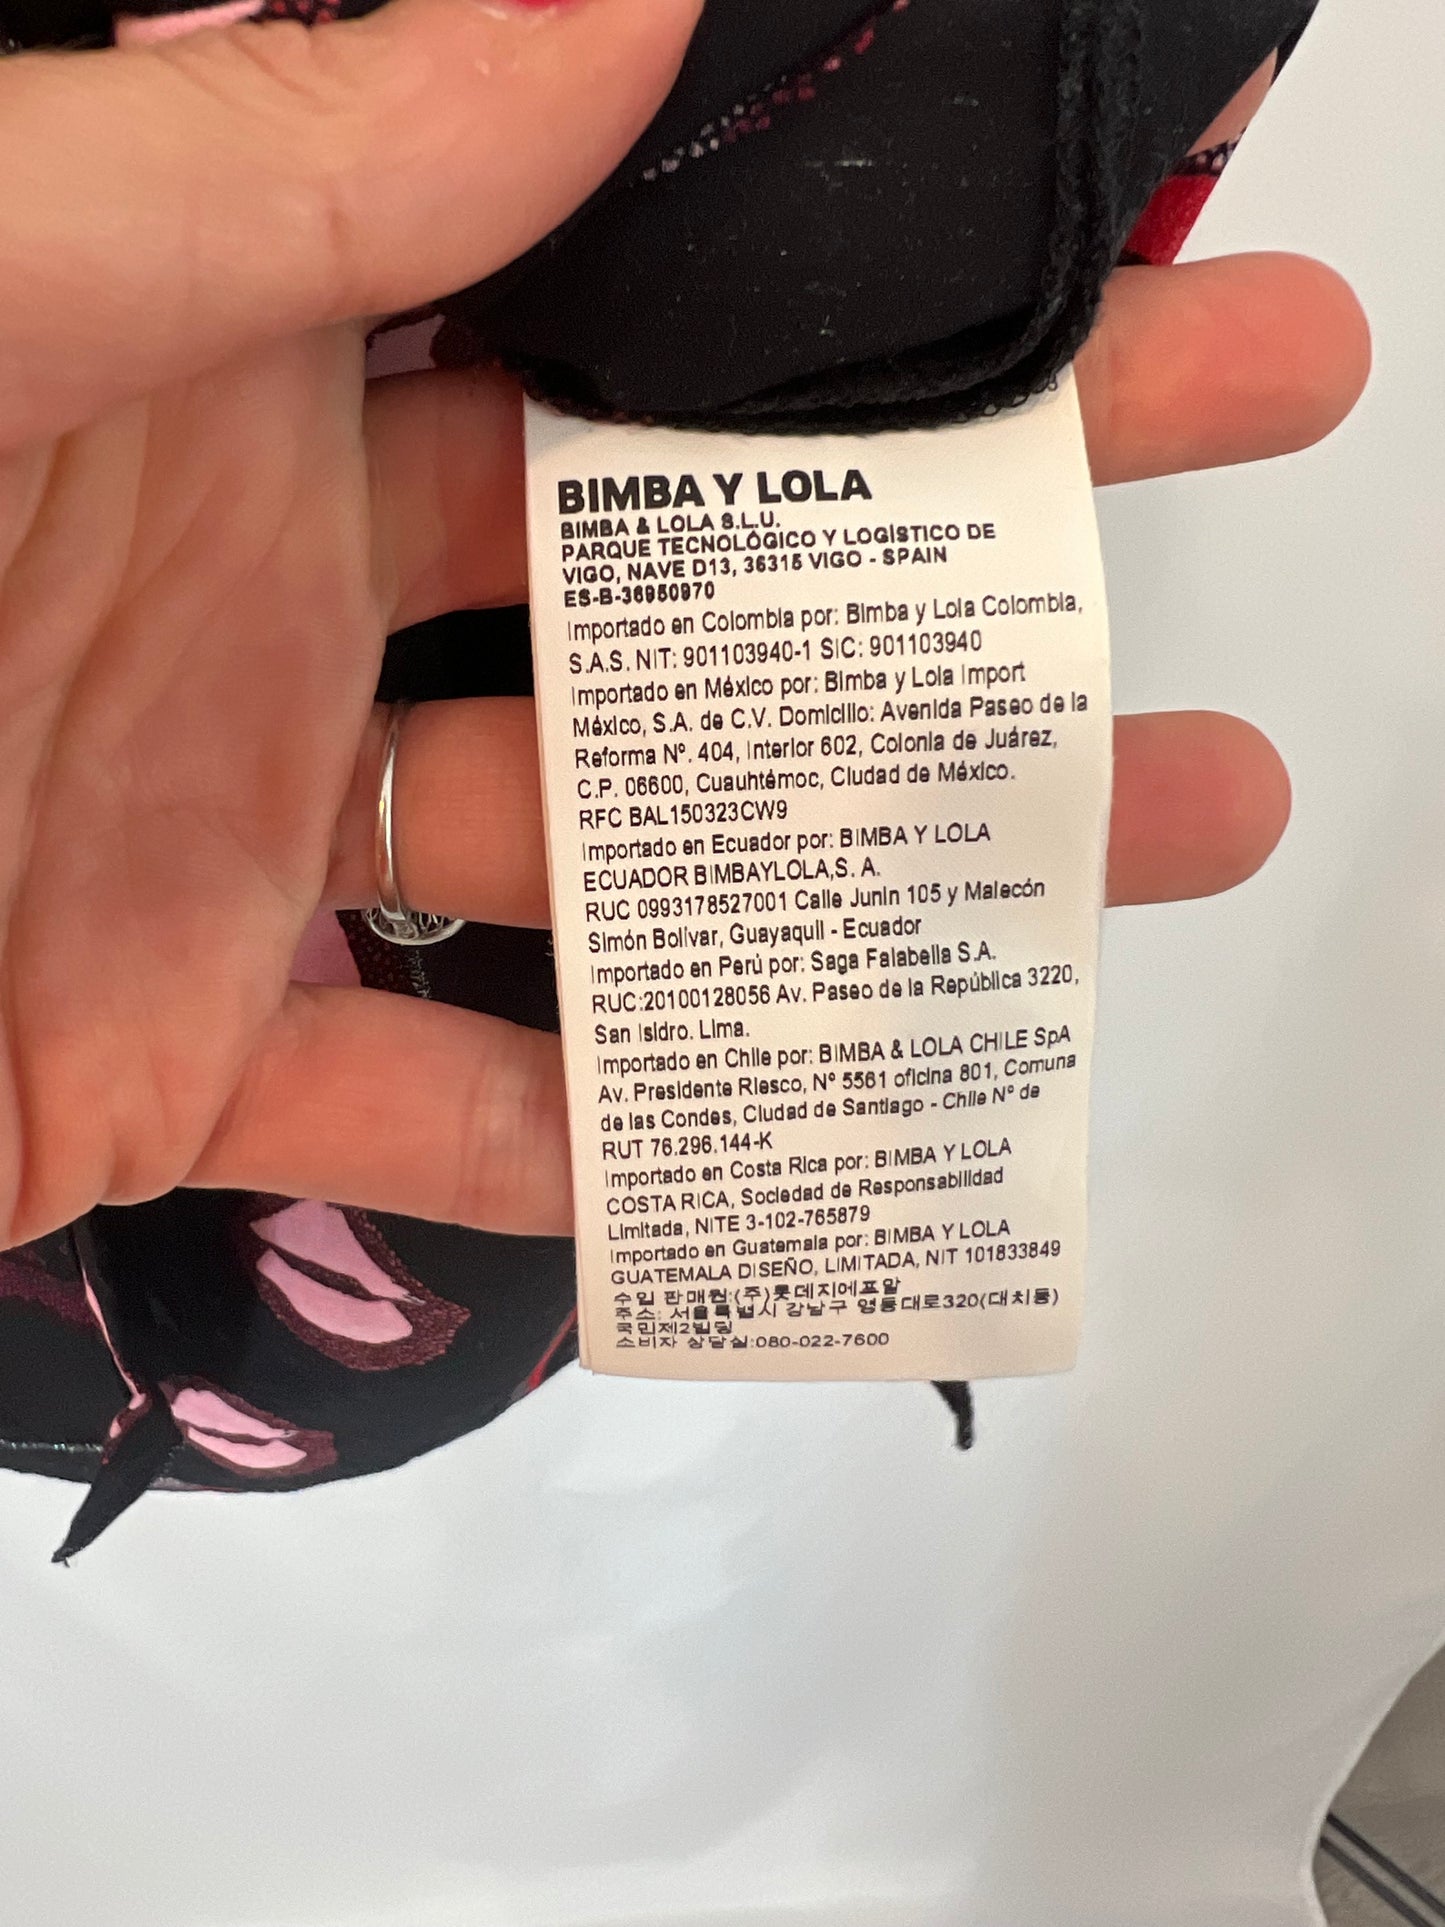 BIMBA Y LOLA
BIMBA & LOLA S.L.U.
PARQUE TECNOLÓGICO Y LOGÍSTICO DE
VIGO, NAVE D13, 36315 VIGO - SPAIN
ES-B-36950970
Importado en Colombia por: Bimba y Lola Colombia,
S.A.S. NIT: 901103940-1 SIC: 901103940
Importado en México por: Bimba y Lola Import
México, S.A. de C.V. Domicilio: Avenida Paseo de la
Reforma Nº. 404, Interior 602, Colonia de Juárez,
C.P. 06600, Cuauhtémoc, Ciudad de México.
RFC BAL150323CW9
Importado en Ecuador por: BIMBA Y LOLA
ECUADOR BIMBAYLOLA,S. A.
RUC 0993178527001 Calle Junin 105 y Malecón
Simón Bolívar, Guayaquil - Ecuador
Importado en Perú por: Saga Falabella S.A.
RUC:20100128056 Av. Paseo de la República 3220,
San Isidro. Lima.
Importado en Chile por: BIMBA & LOLA CHILE SpA
Av. Presidente Riesco, Nº 5561 oficina 801, Comuna
de las Condes, Ciudad de Santiago - Chile Nº de
RUT 76.296.144-K
Importado en Costa Rica por: BIMBA Y LOLA
COSTA RICA, Sociedad de Responsabilidad
Limitada, NITE 3-102-765879
Importado en Guatemala por: BIMBA Y LOLA
GUATEMALA DISEÑO, LIMITADA, NIT 101833849
수입 판매원:(주)롯데지에프알
주소: 서울특별시 강남구 영동대로320(대치동)
국민제2빌딩
소비자 상담실:080-022-7600